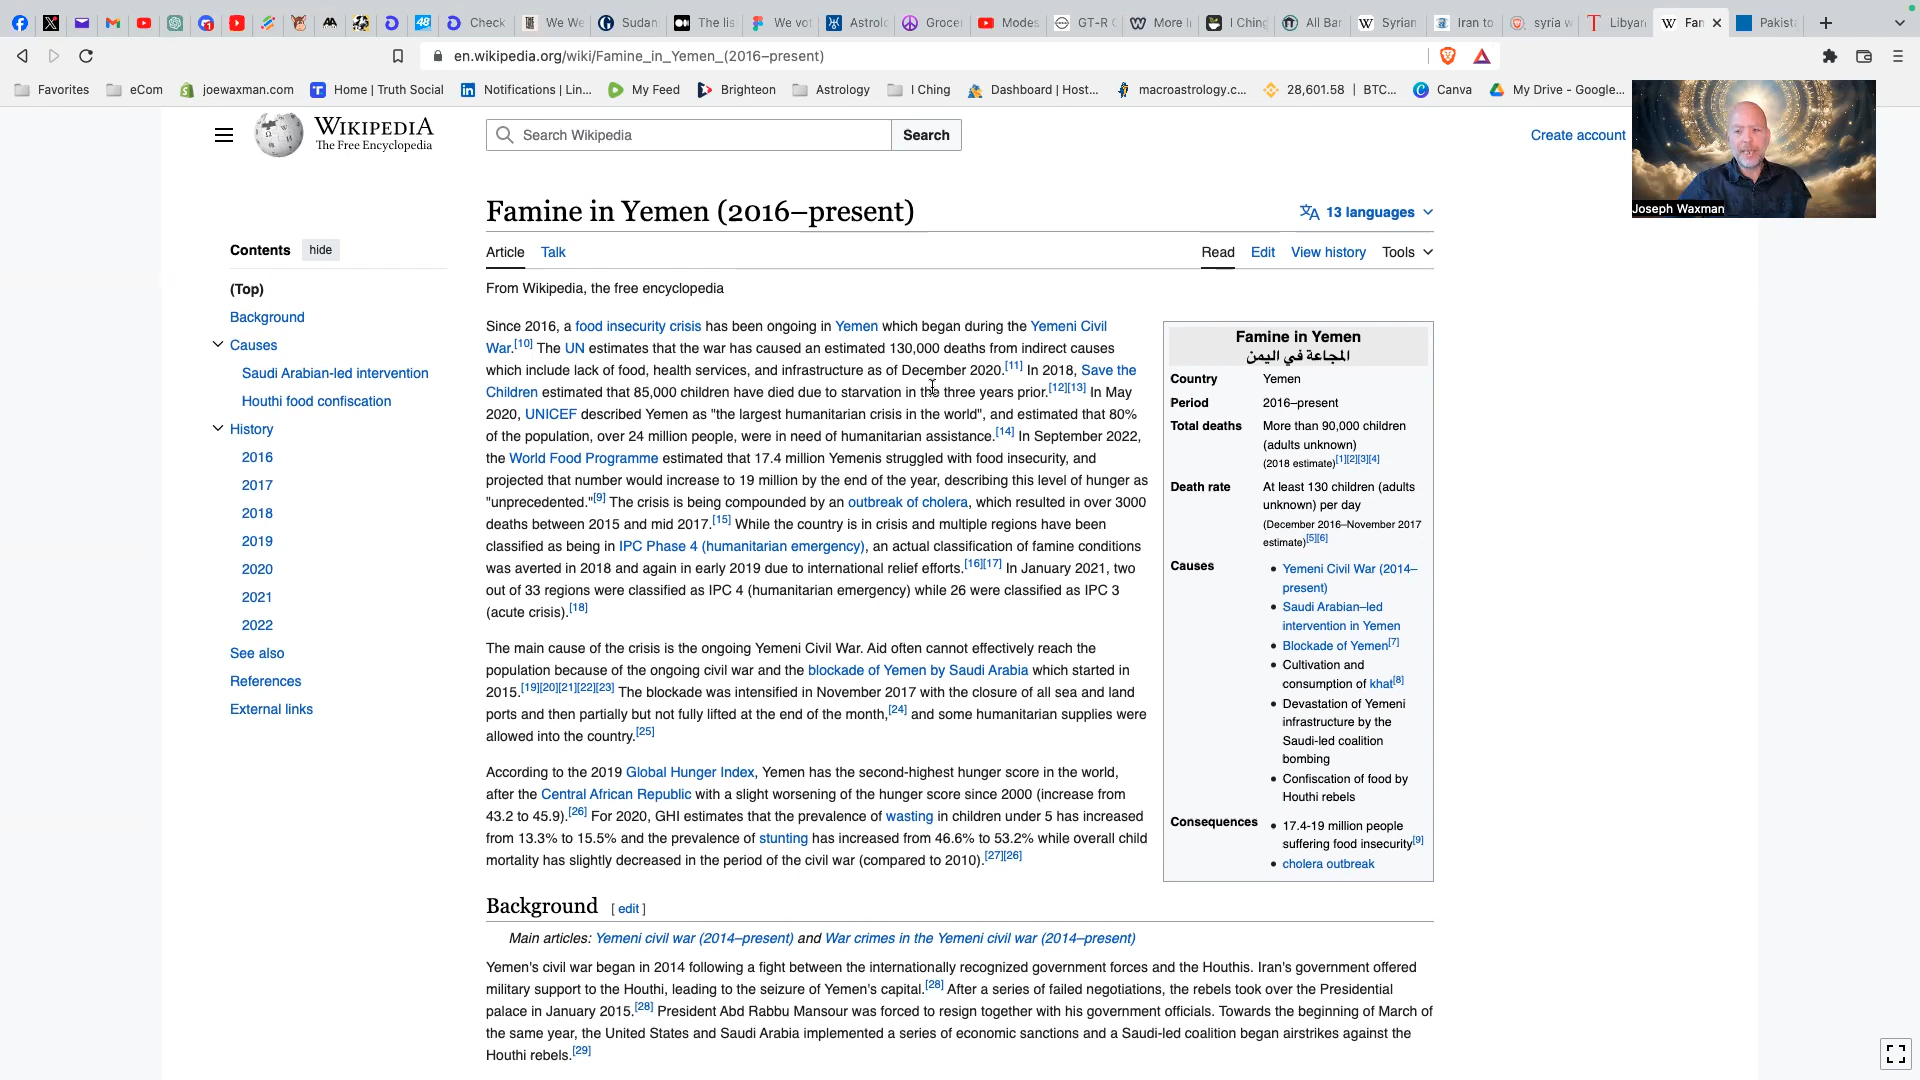 Check
We We
Sudan
The lis
We vot
Astrolo
Grocer
Modes
GT-R C
More I
I Ching
All Bar
Syrian
Iran to
syria w
Libyan
Fan
Pakist
en.wikipedia.org/wiki/Famine_in_Yemen_(2016–present)
Favorites
eCom
joewaxman.com
Home | Truth Social
Notifications | Lin...
My Feed
Brighteon
Astrology
I Ching
Dashboard | Host...
macroastrology.c...
28,601.58 | BTC...
Canva
My Drive - Google...
WIKIPEDIA
The Free Encyclopedia
Search Wikipedia
Search
Create account
Joseph Waxman
Famine in Yemen (2016–present)
13 languages
Contents hide
(Top)
Background
Causes
Saudi Arabian-led intervention
Houthi food confiscation
History
2016
2017
2018
2019
2020
2021
2022
See also
References
External links
Article Talk
Read Edit View history Tools
From Wikipedia, the free encyclopedia
Since 2016, a food insecurity crisis has been ongoing in Yemen which began during the Yemeni Civil
War.[10] The UN estimates that the war has caused an estimated 130,000 deaths from indirect causes
which include lack of food, health services, and infrastructure as of December 2020.[11] In 2018, Save the
Children estimated that 85,000 children have died due to starvation in the three years prior.[12][13] In May
2020, UNICEF described Yemen as "the largest humanitarian crisis in the world", and estimated that 80%
of the population, over 24 million people, were in need of humanitarian assistance.[14] In September 2022,
the World Food Programme estimated that 17.4 million Yemenis struggled with food insecurity, and
projected that number would increase to 19 million by the end of the year, describing this level of hunger as
"unprecedented."[9] The crisis is being compounded by an outbreak of cholera, which resulted in over 3000
deaths between 2015 and mid 2017.[15] While the country is in crisis and multiple regions have been
classified as being in IPC Phase 4 (humanitarian emergency), an actual classification of famine conditions
was averted in 2018 and again in early 2019 due to international relief efforts.[16][17] In January 2021, two
out of 33 regions were classified as IPC 4 (humanitarian emergency) while 26 were classified as IPC 3
(acute crisis).[18]
The main cause of the crisis is the ongoing Yemeni Civil War. Aid often cannot effectively reach the
population because of the ongoing civil war and the blockade of Yemen by Saudi Arabia which started in
2015.[19][20][21][22][23] The blockade was intensified in November 2017 with the closure of all sea and land
ports and then partially but not fully lifted at the end of the month,[24] and some humanitarian supplies were
allowed into the country.[25]
According to the 2019 Global Hunger Index, Yemen has the second-highest hunger score in the world,
after the Central African Republic with a slight worsening of the hunger score since 2000 (increase from
43.2 to 45.9).[26] For 2020, GHI estimates that the prevalence of wasting in children under 5 has increased
from 13.3% to 15.5% and the prevalence of stunting has increased from 46.6% to 53.2% while overall child
mortality has slightly decreased in the period of the civil war (compared to 2010).[27][26]
Famine in Yemen
المجاعة في اليمن
Country Yemen
Period 2016–present
Total deaths More than 90,000 children
(adults unknown)
(2018 estimate)[1][2][3][4]
Death rate At least 130 children (adults
unknown) per day
(December 2016–November 2017
estimate)[5][6]
Causes • Yemeni Civil War (2014–
present)
• Saudi Arabian–led
intervention in Yemen
• Blockade of Yemen[7]
• Cultivation and
consumption of khat[8]
• Devastation of Yemeni
infrastructure by the
Saudi-led coalition
bombing
• Confiscation of food by
Houthi rebels
Consequences • 17.4-19 million people
suffering food insecurity[9]
• cholera outbreak
Background [ edit ]
Main articles: Yemeni civil war (2014–present) and War crimes in the Yemeni civil war (2014–present)
Yemen's civil war began in 2014 following a fight between the internationally recognized government forces and the Houthis. Iran's government offered
military support to the Houthi, leading to the seizure of Yemen's capital.[28] After a series of failed negotiations, the rebels took over the Presidential
palace in January 2015.[28] President Abd Rabbu Mansour was forced to resign together with his government officials. Towards the beginning of March of
the same year, the United States and Saudi Arabia implemented a series of economic sanctions and a Saudi-led coalition began airstrikes against the
Houthi rebels.[29]